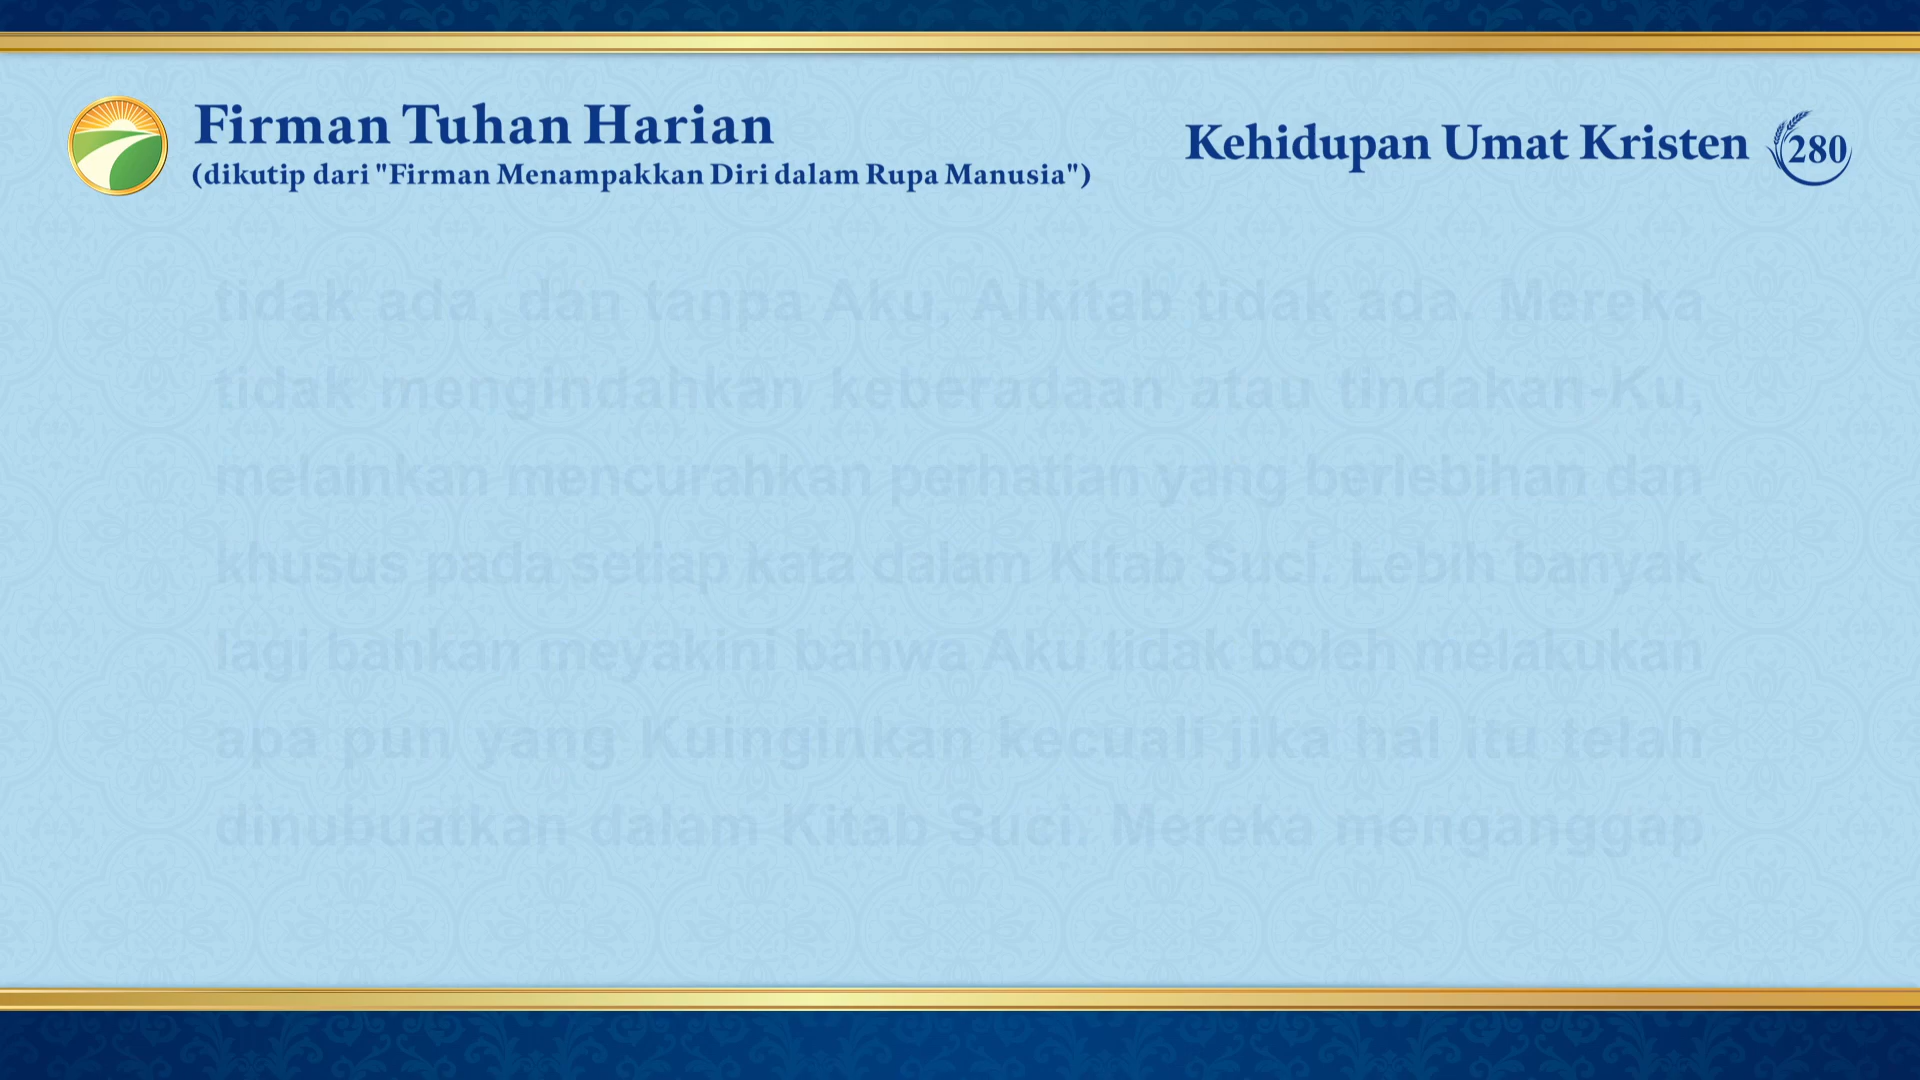 Firman Tuhan Harian
(dikutip dari "Firman Menampakkan Diri dalam Rupa Manusia")
Kehidupan Umat Kristen 280
tidak ada, dan tanpa Aku, Alkitab tidak ada. Mereka
tidak mengindahkan keberadaan atau tindakan-Ku,
melainkan mencurahkan perhatian yang berlebihan dan
khusus pada setiap kata dalam Kitab Suci. Lebih banyak
lagi bahkan meyakini bahwa Aku tidak boleh melakukan
apa pun yang Kuinginkan kecuali jika hal itu telah
dinubuatkan dalam Kitab Suci. Mereka menganggap